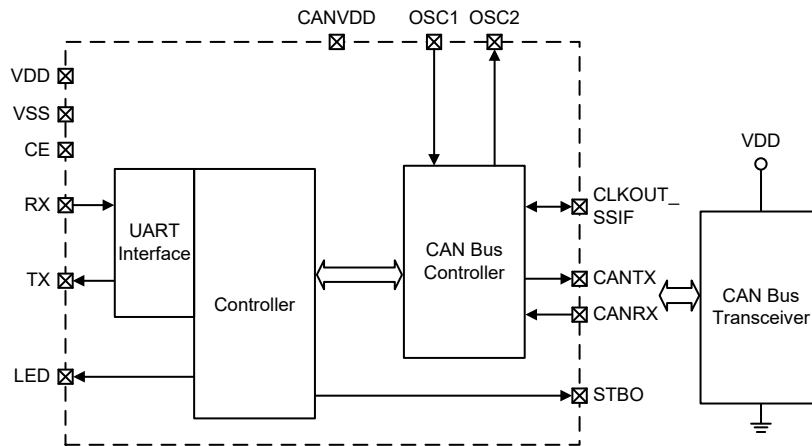 CANVDD
OSC1
OSC2
VDD
VSS
CE
RX
TX
LED
UART
Interface
Controller
CAN Bus
Controller
CLKOUT_
SSIF
CANTX
CANRX
STBO
VDD
CAN Bus
Transceiver